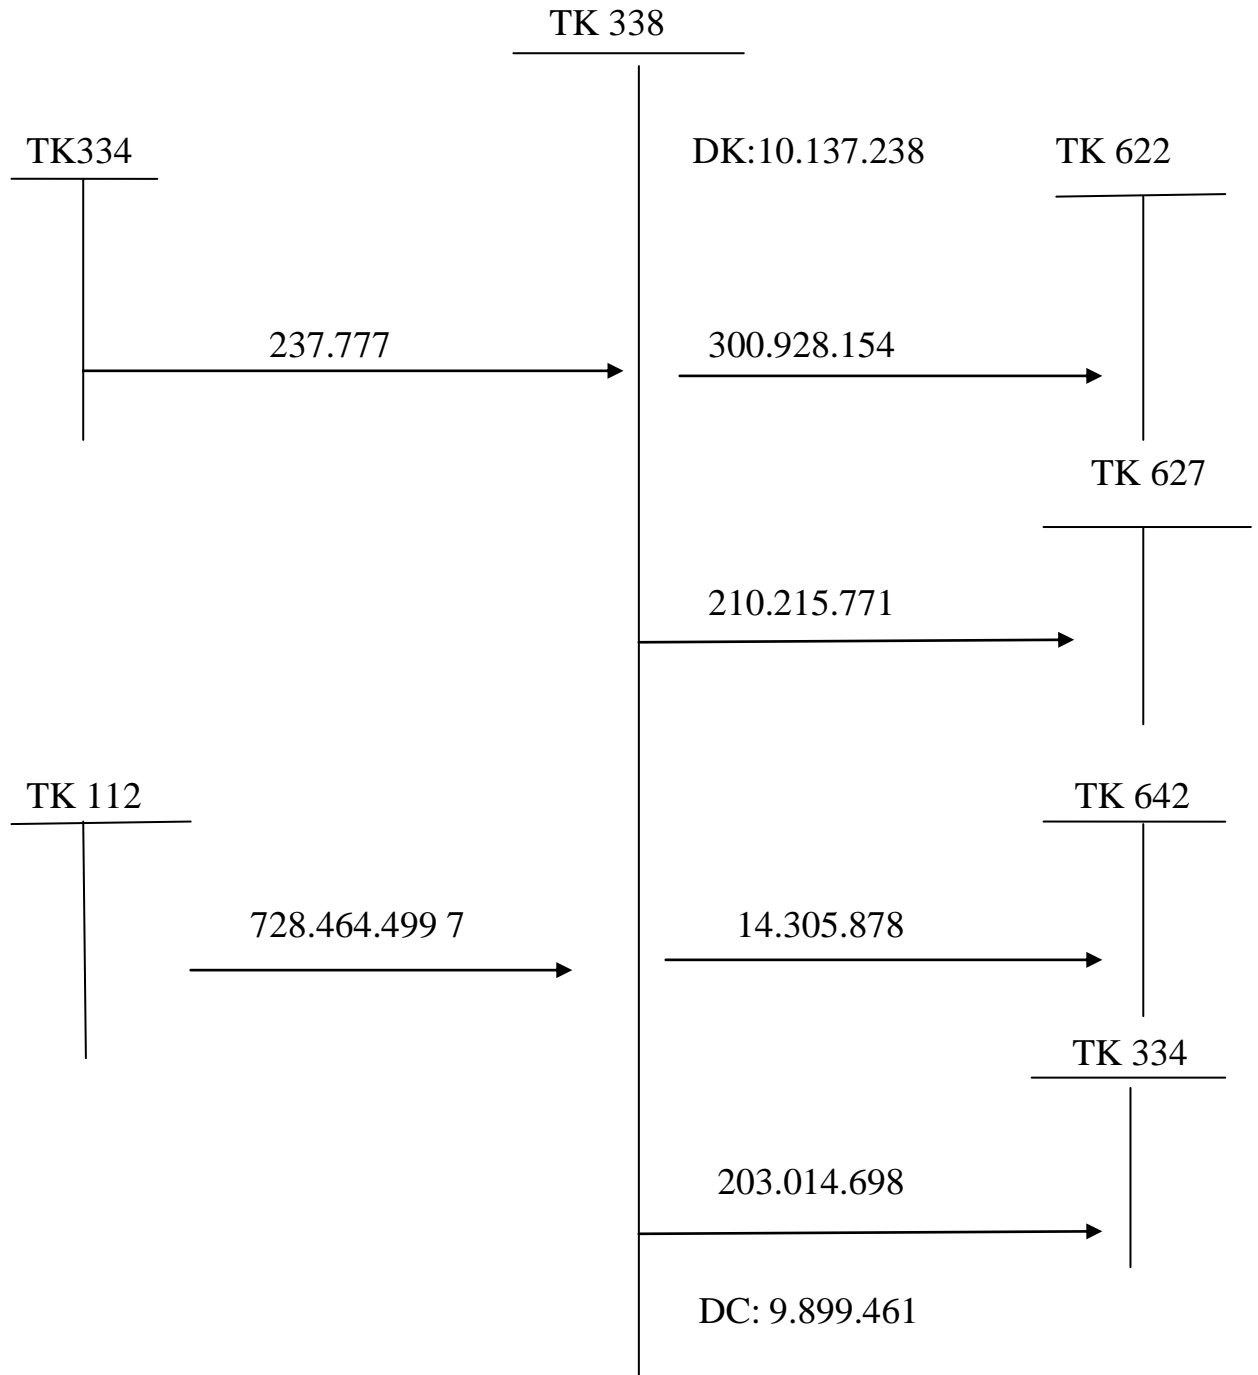 TK 338
TK334
DK:10.137.238
TK 622
237.777
300.928.154
TK 627
210.215.771
TK 112
TK 642
728.464.499 7
14.305.878
TK 334
203.014.698
DC: 9.899.461